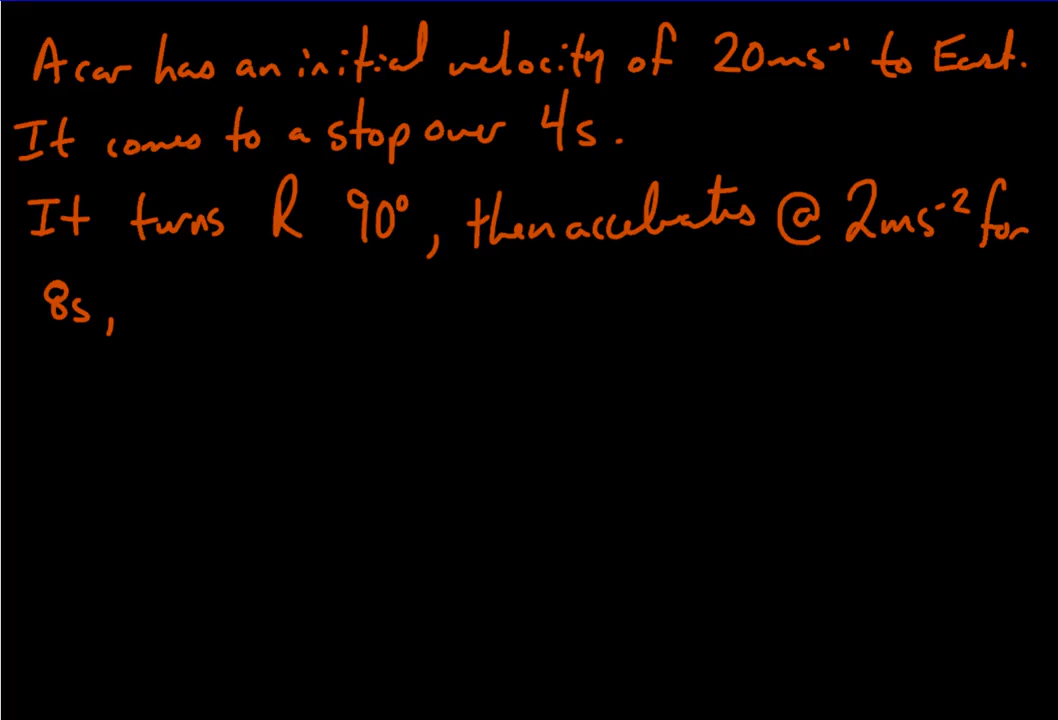 A car has an initial velocity of 20ms⁻¹ to East.
It comes to a stop over 4s.
It turns R 90°, then accelerates @ 2ms⁻² for
8s,